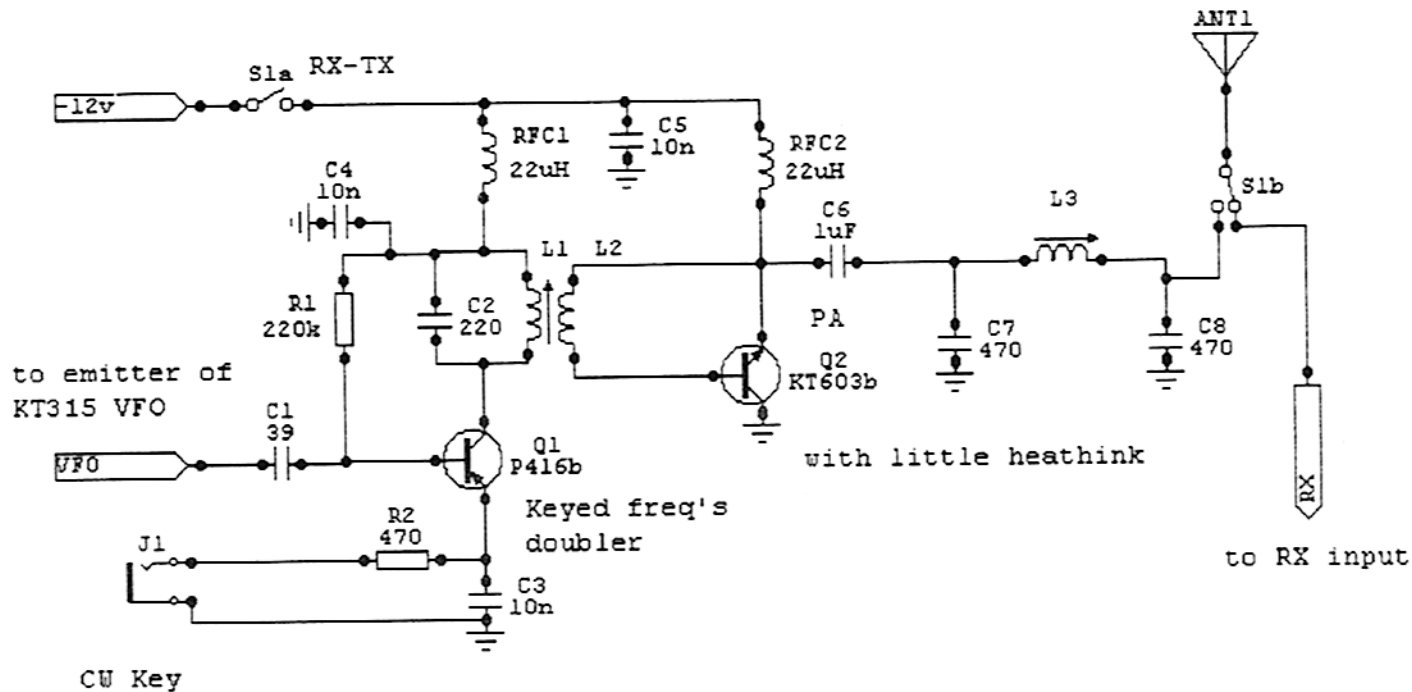 ANT1
S1a RX-TX
-12v
RFC1
22uH
C5
10n
RFC2
22uH
C4
10n
S1b
L3
C6
1uF
L1 L2
R1
220k
C2
220
PA
C7
470
C8
470
Q2
KT603b
to emitter of
KT315 VFO
C1
39
VFO
Q1
P416b
with little heathink
RX
Keyed freq's
doubler
R2
470
J1
to RX input
C3
10n
CW Key